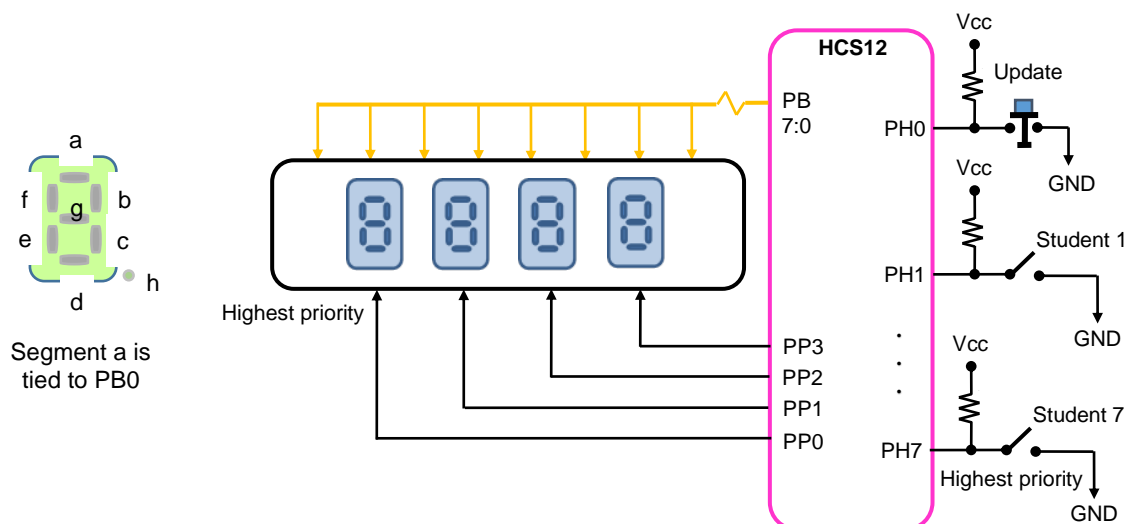 a
f
b
g
e
c
h
d
Segment a is
tied to PB0
Highest priority
HCS12
PB
7:0
PP3
PP2
PP1
PP0
PH0
PH1
.
.
.
PH7
Vcc
Update
GND
Vcc
Student 1
GND
Vcc
Student 7
Highest priority
GND